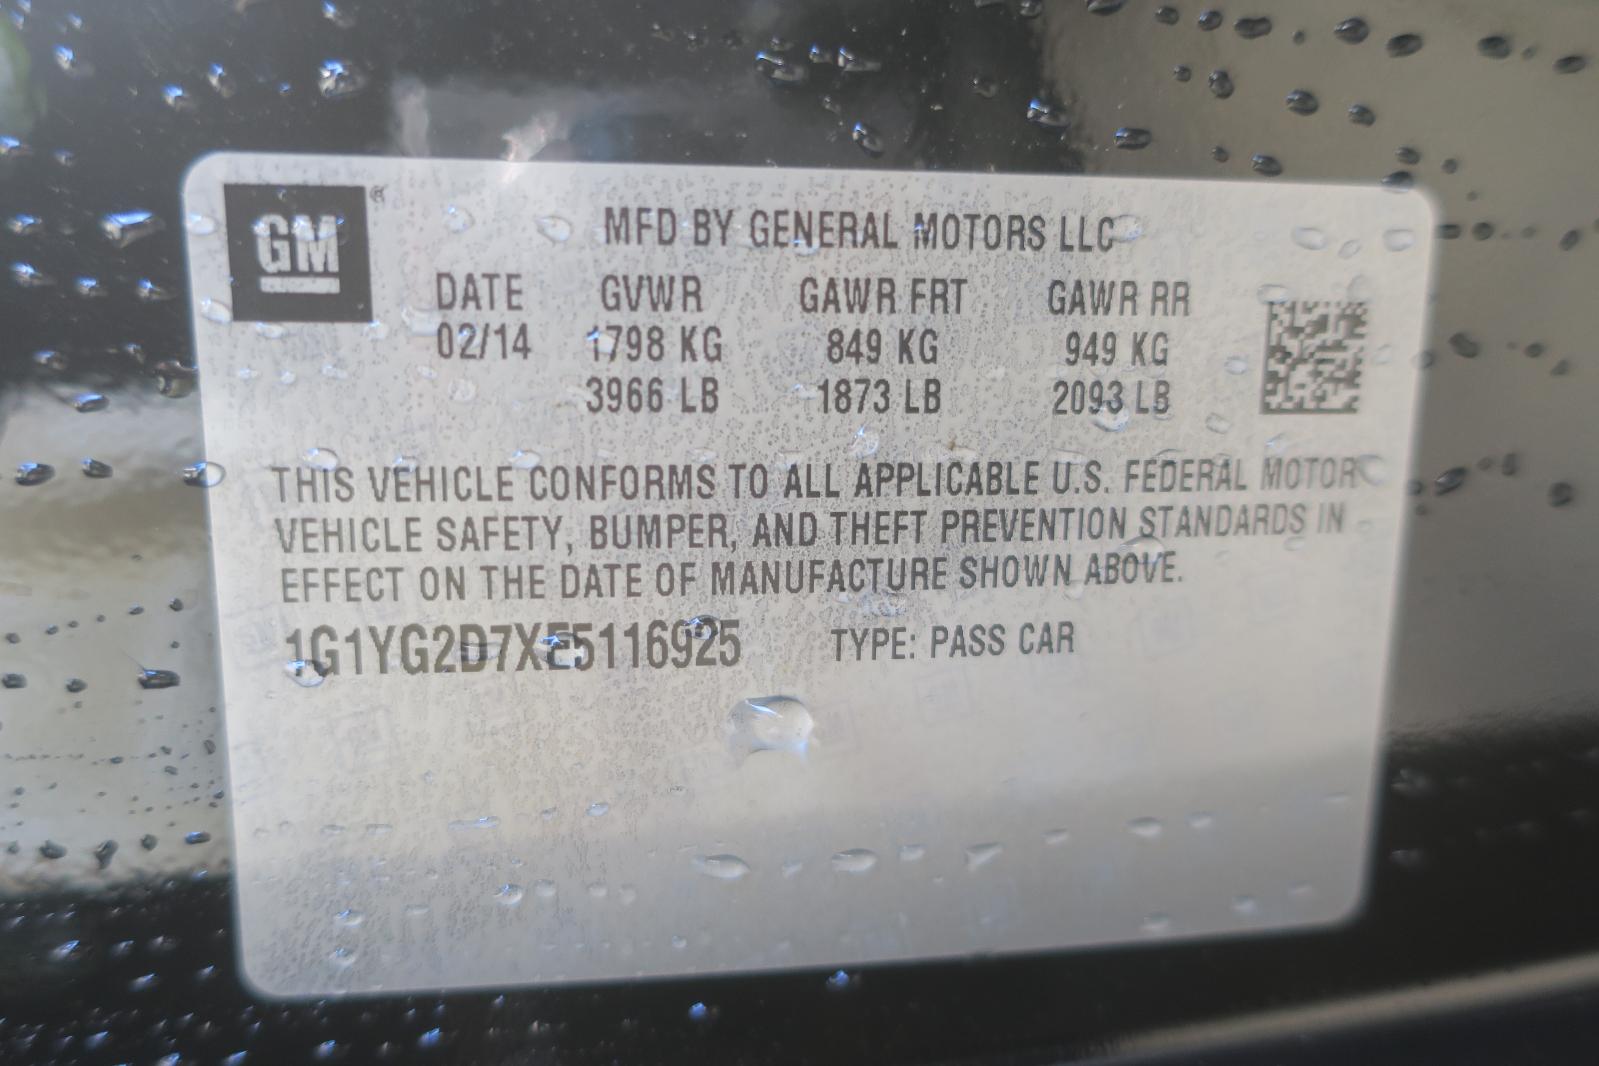 GM ®
MFD BY GENERAL MOTORS LLC
DATE GVWR GAWR FRT GAWR RR
02/14 1798 KG 849 KG 949 KG
3966 LB 1873 LB 2093 LB
THIS VEHICLE CONFORMS TO ALL APPLICABLE U.S. FEDERAL MOTOR
VEHICLE SAFETY, BUMPER, AND THEFT PREVENTION STANDARDS IN
EFFECT ON THE DATE OF MANUFACTURE SHOWN ABOVE.
1G1YG2D7XE5116925 TYPE: PASS CAR